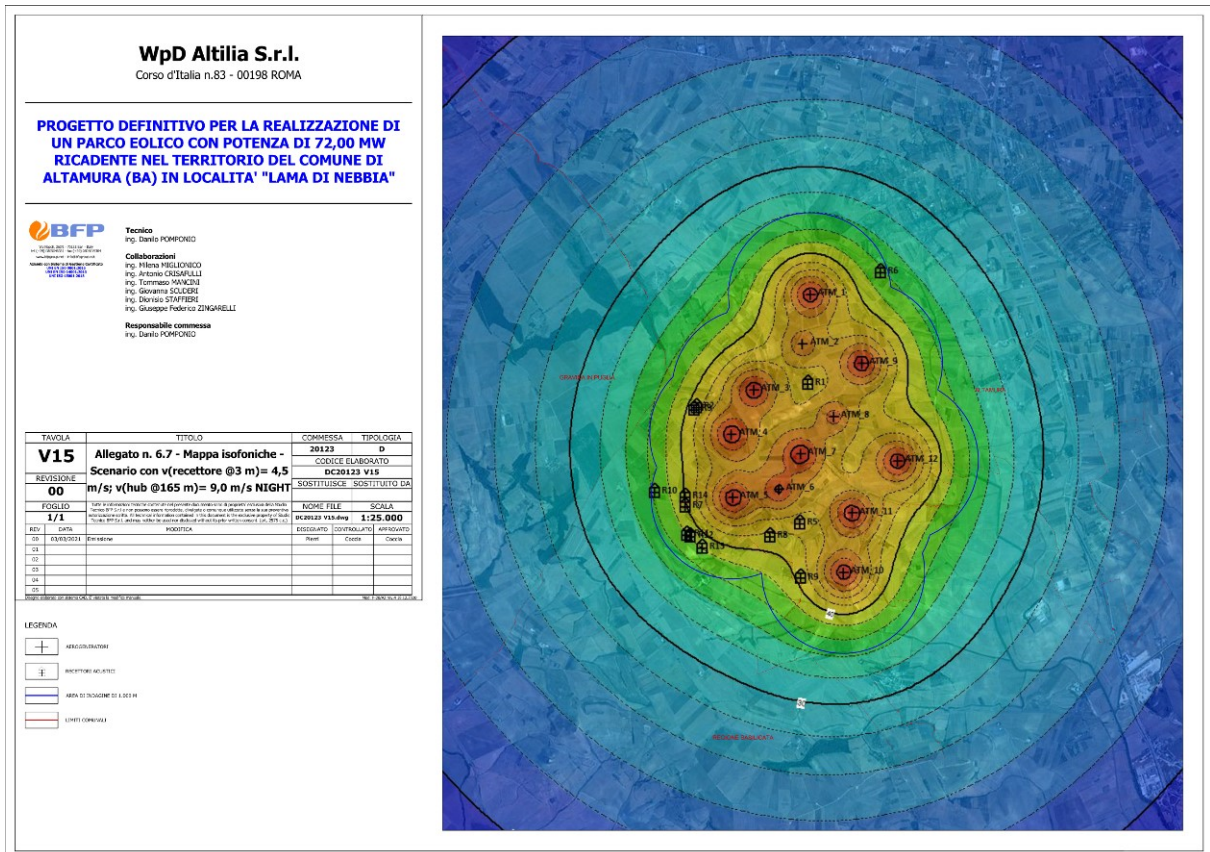 WpD Altilia S.r.l.
Corso d'Italia n.83 - 00198 ROMA
PROGETTO DEFINITIVO PER LA REALIZZAZIONE DI
UN PARCO EOLICO CON POTENZA DI 72,00 MW
RICADENTE NEL TERRITORIO DEL COMUNE DI
ALTAMURA (BA) IN LOCALITA' "LAMA DI NEBBIA"
BFP
Tecnico
ing. Danilo POMPONIO
Collaborazioni
ing. Milena MIGLIONICO
ing. Antonio CRISAFULLI
ing. Tommaso MANCINI
ing. Giovanna SCUDERI
ing. Dionisio STAFFIERI
ing. Giuseppe Federico ZINGARELLI
Responsabile commessa
ing. Danilo POMPONIO
TAVOLA
V15
REVISIONE
00
FOGLIO
1/1
TITOLO
Allegato n. 6.7 - Mappa isofoniche -
Scenario con v(recettore @3 m)= 4,5
m/s; v(hub @165 m)= 9,0 m/s NIGHT
COMMESSA TIPOLOGIA
20123 D
CODICE ELABORATO
DC20123 V15
SOSTITUISCE SOSTITUITO DA
NOME FILE SCALA
DC20123 V15.dwg 1:25.000
REV DATA MODIFICA DISEGNATO CONTROLLATO APPROVATO
00 03/03/2021 Emissione Coccia Coccia
01
02
03
04
05
LEGENDA
AEROGENERATORI
RECETTORI ACUSTICI
AREA DI INDAGINE DI 1.000 M
LIMITI COMUNALI
R6
ATM_1
ATM_2
ATM_9
R1
ATM_3
GRAVINA IN PUGLIA
ALTAMURA
ATM_8
ATM_4
ATM_7
ATM_12
ATM_6
R10
R14
ATM_5
R7
ATM_11
R5
R8
R13
ATM_10
R9
REGIONE BASILICATA